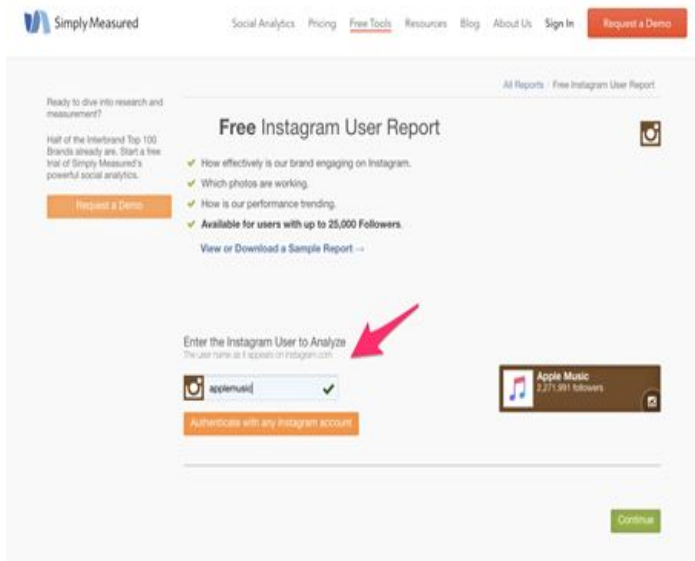 Simply Measured
Social Analytics Pricing Free Tools Resources Blog About Us Sign In Request a Demo
All Reports / Free Instagram User Report
Ready to dive into research and
measurement?
Half of the Interbrand Top 100
Brands already are. Start a free
trial of Simply Measured's
powerful social analytics.
Request a Demo
Free Instagram User Report
How effectively is our brand engaging on Instagram.
Which photos are working.
How is our performance trending.
Available for users with up to 25,000 Followers.
View or Download a Sample Report →
Enter the Instagram User to Analyze
The user name as it appears on instagram.com
applemusic
Authenticate with any Instagram account
Apple Music
2,271,991 followers
Continue